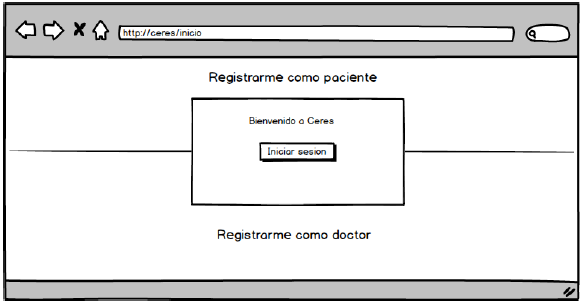 http://ceres/inicio
Registrarme como paciente
Bienvenido a Ceres
Iniciar sesion
Registrarme como doctor